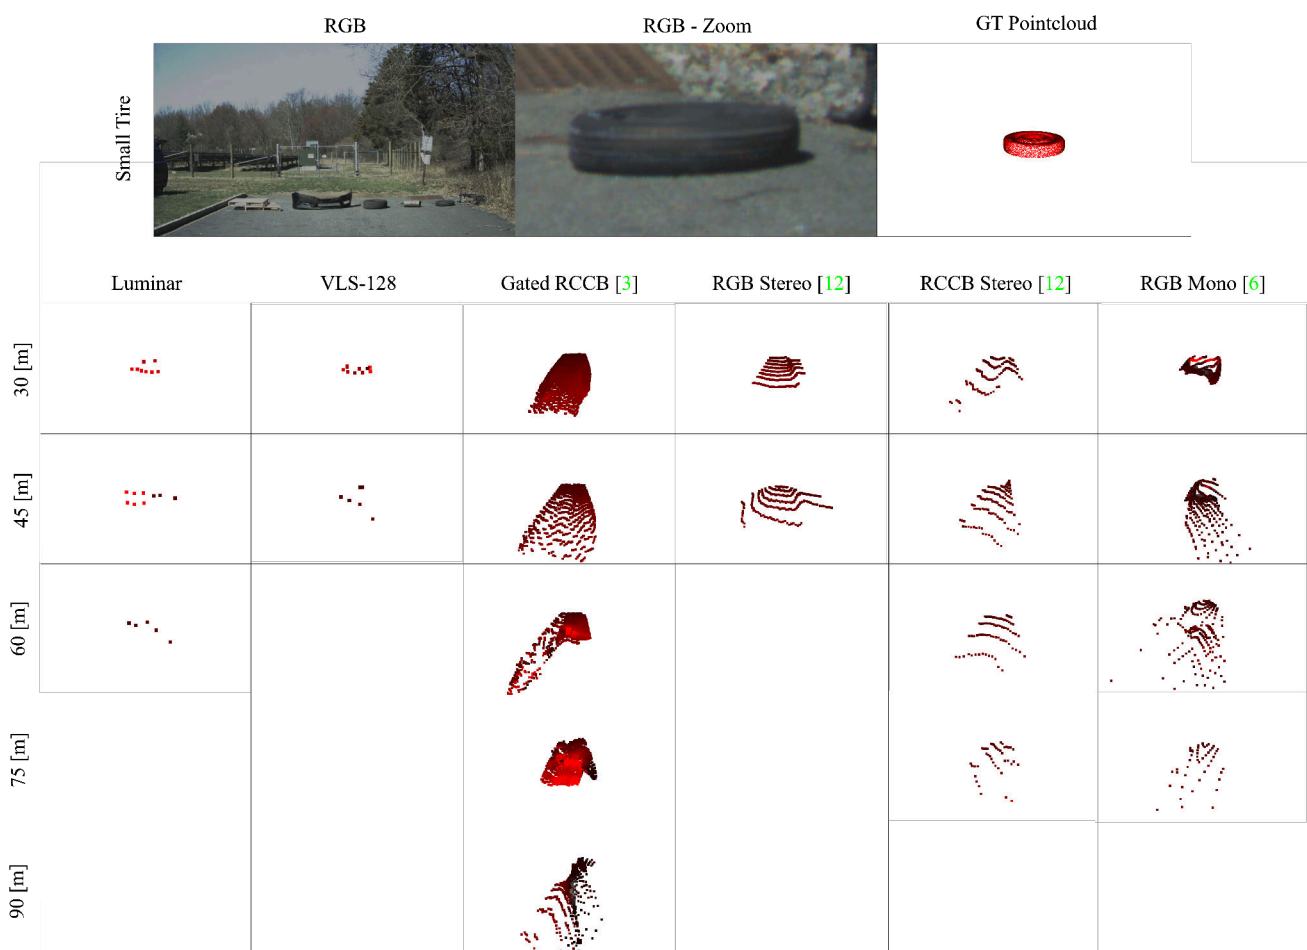 RGB
RGB - Zoom
GT Pointcloud
Small Tire
Luminar
VLS-128
Gated RCCB [3]
RGB Stereo [12]
RCCB Stereo [12]
RGB Mono [6]
30 [m]
45 [m]
60 [m]
75 [m]
90 [m]